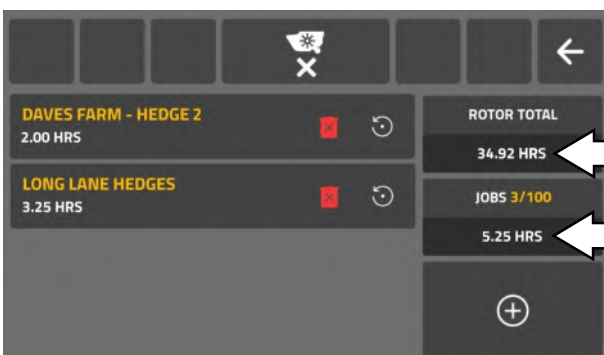 DAVES FARM - HEDGE 2
2.00 HRS
LONG LANE HEDGES
3.25 HRS
ROTOR TOTAL
34.92 HRS
JOBS 3/100
5.25 HRS